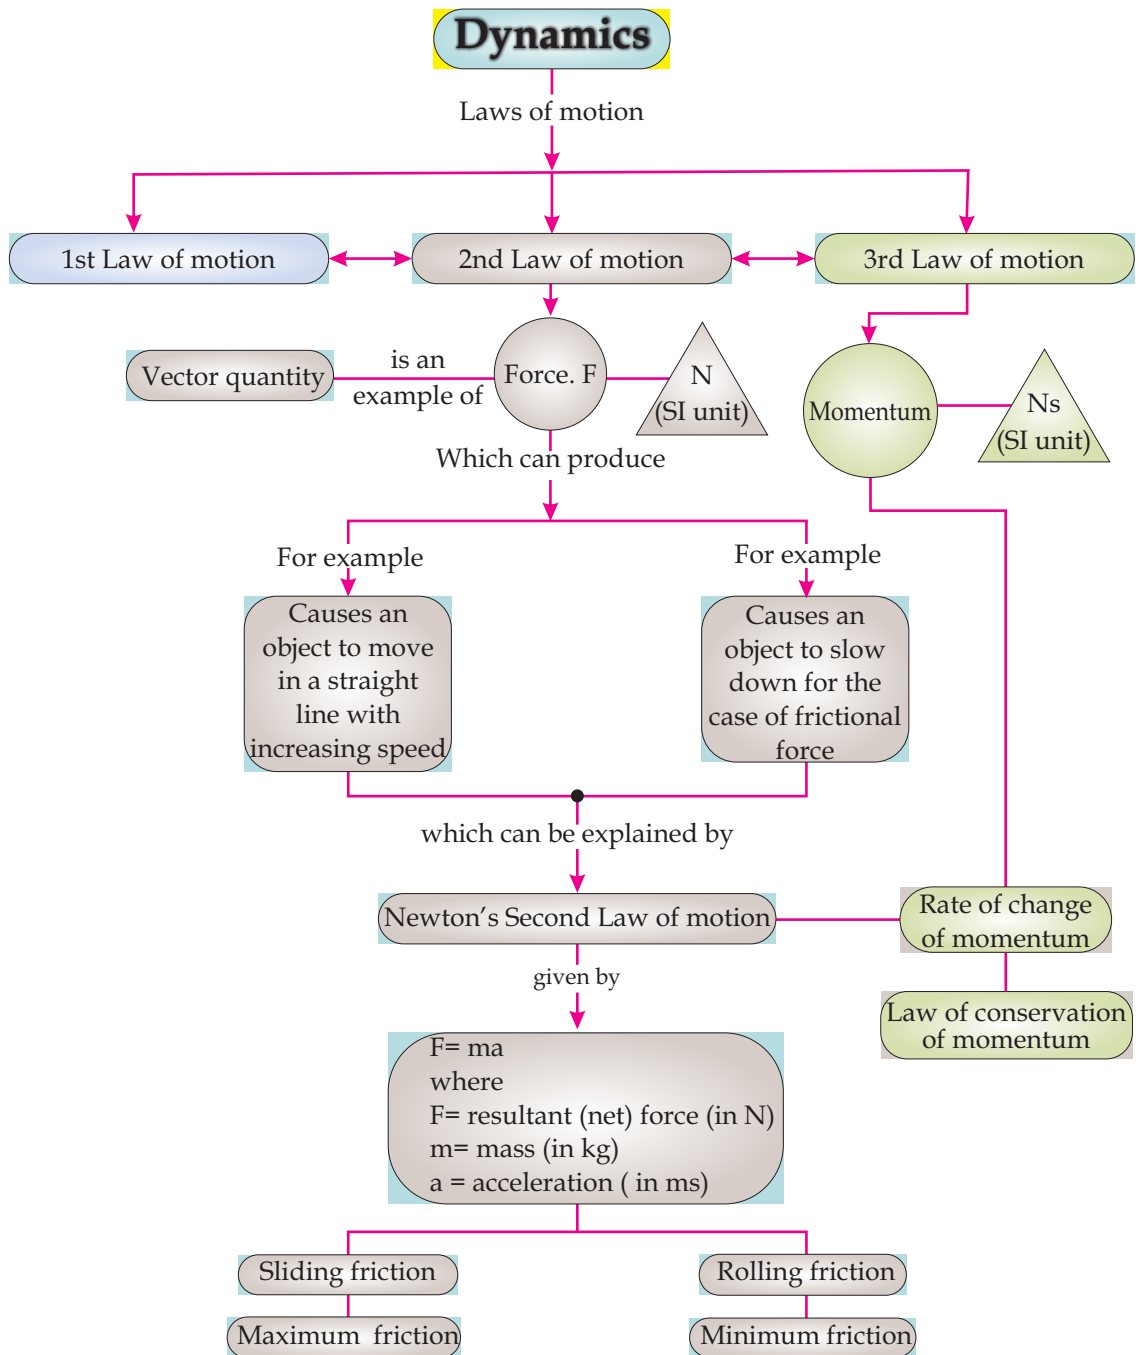 Dynamics
Laws of motion
1st Law of motion
2nd Law of motion
3rd Law of motion
Vector quantity
is an
example of
Force. F
N
(SI unit)
Momentum
Ns
(SI unit)
Which can produce
For example
For example
Causes an
object to move
in a straight
line with
increasing speed
Causes an
object to slow
down for the
case of frictional
force
which can be explained by
Newton's Second Law of motion
Rate of change
of momentum
given by
Law of conservation
of momentum
F= ma
where
F= resultant (net) force (in N)
m= mass (in kg)
a = acceleration ( in ms)
Sliding friction
Rolling friction
Maximum friction
Minimum friction